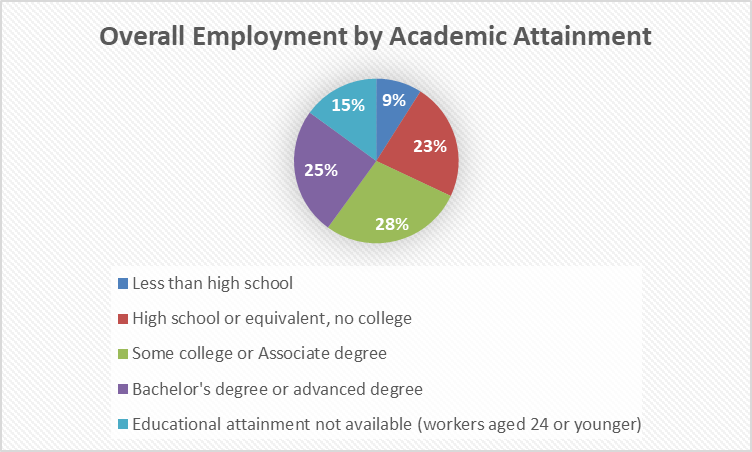 Overall Employment by Academic Attainment
9%
15%
23%
25%
28%
Less than high school
High school or equivalent, no college
Some college or Associate degree
Bachelor's degree or advanced degree
Educational attainment not available (workers aged 24 or younger)